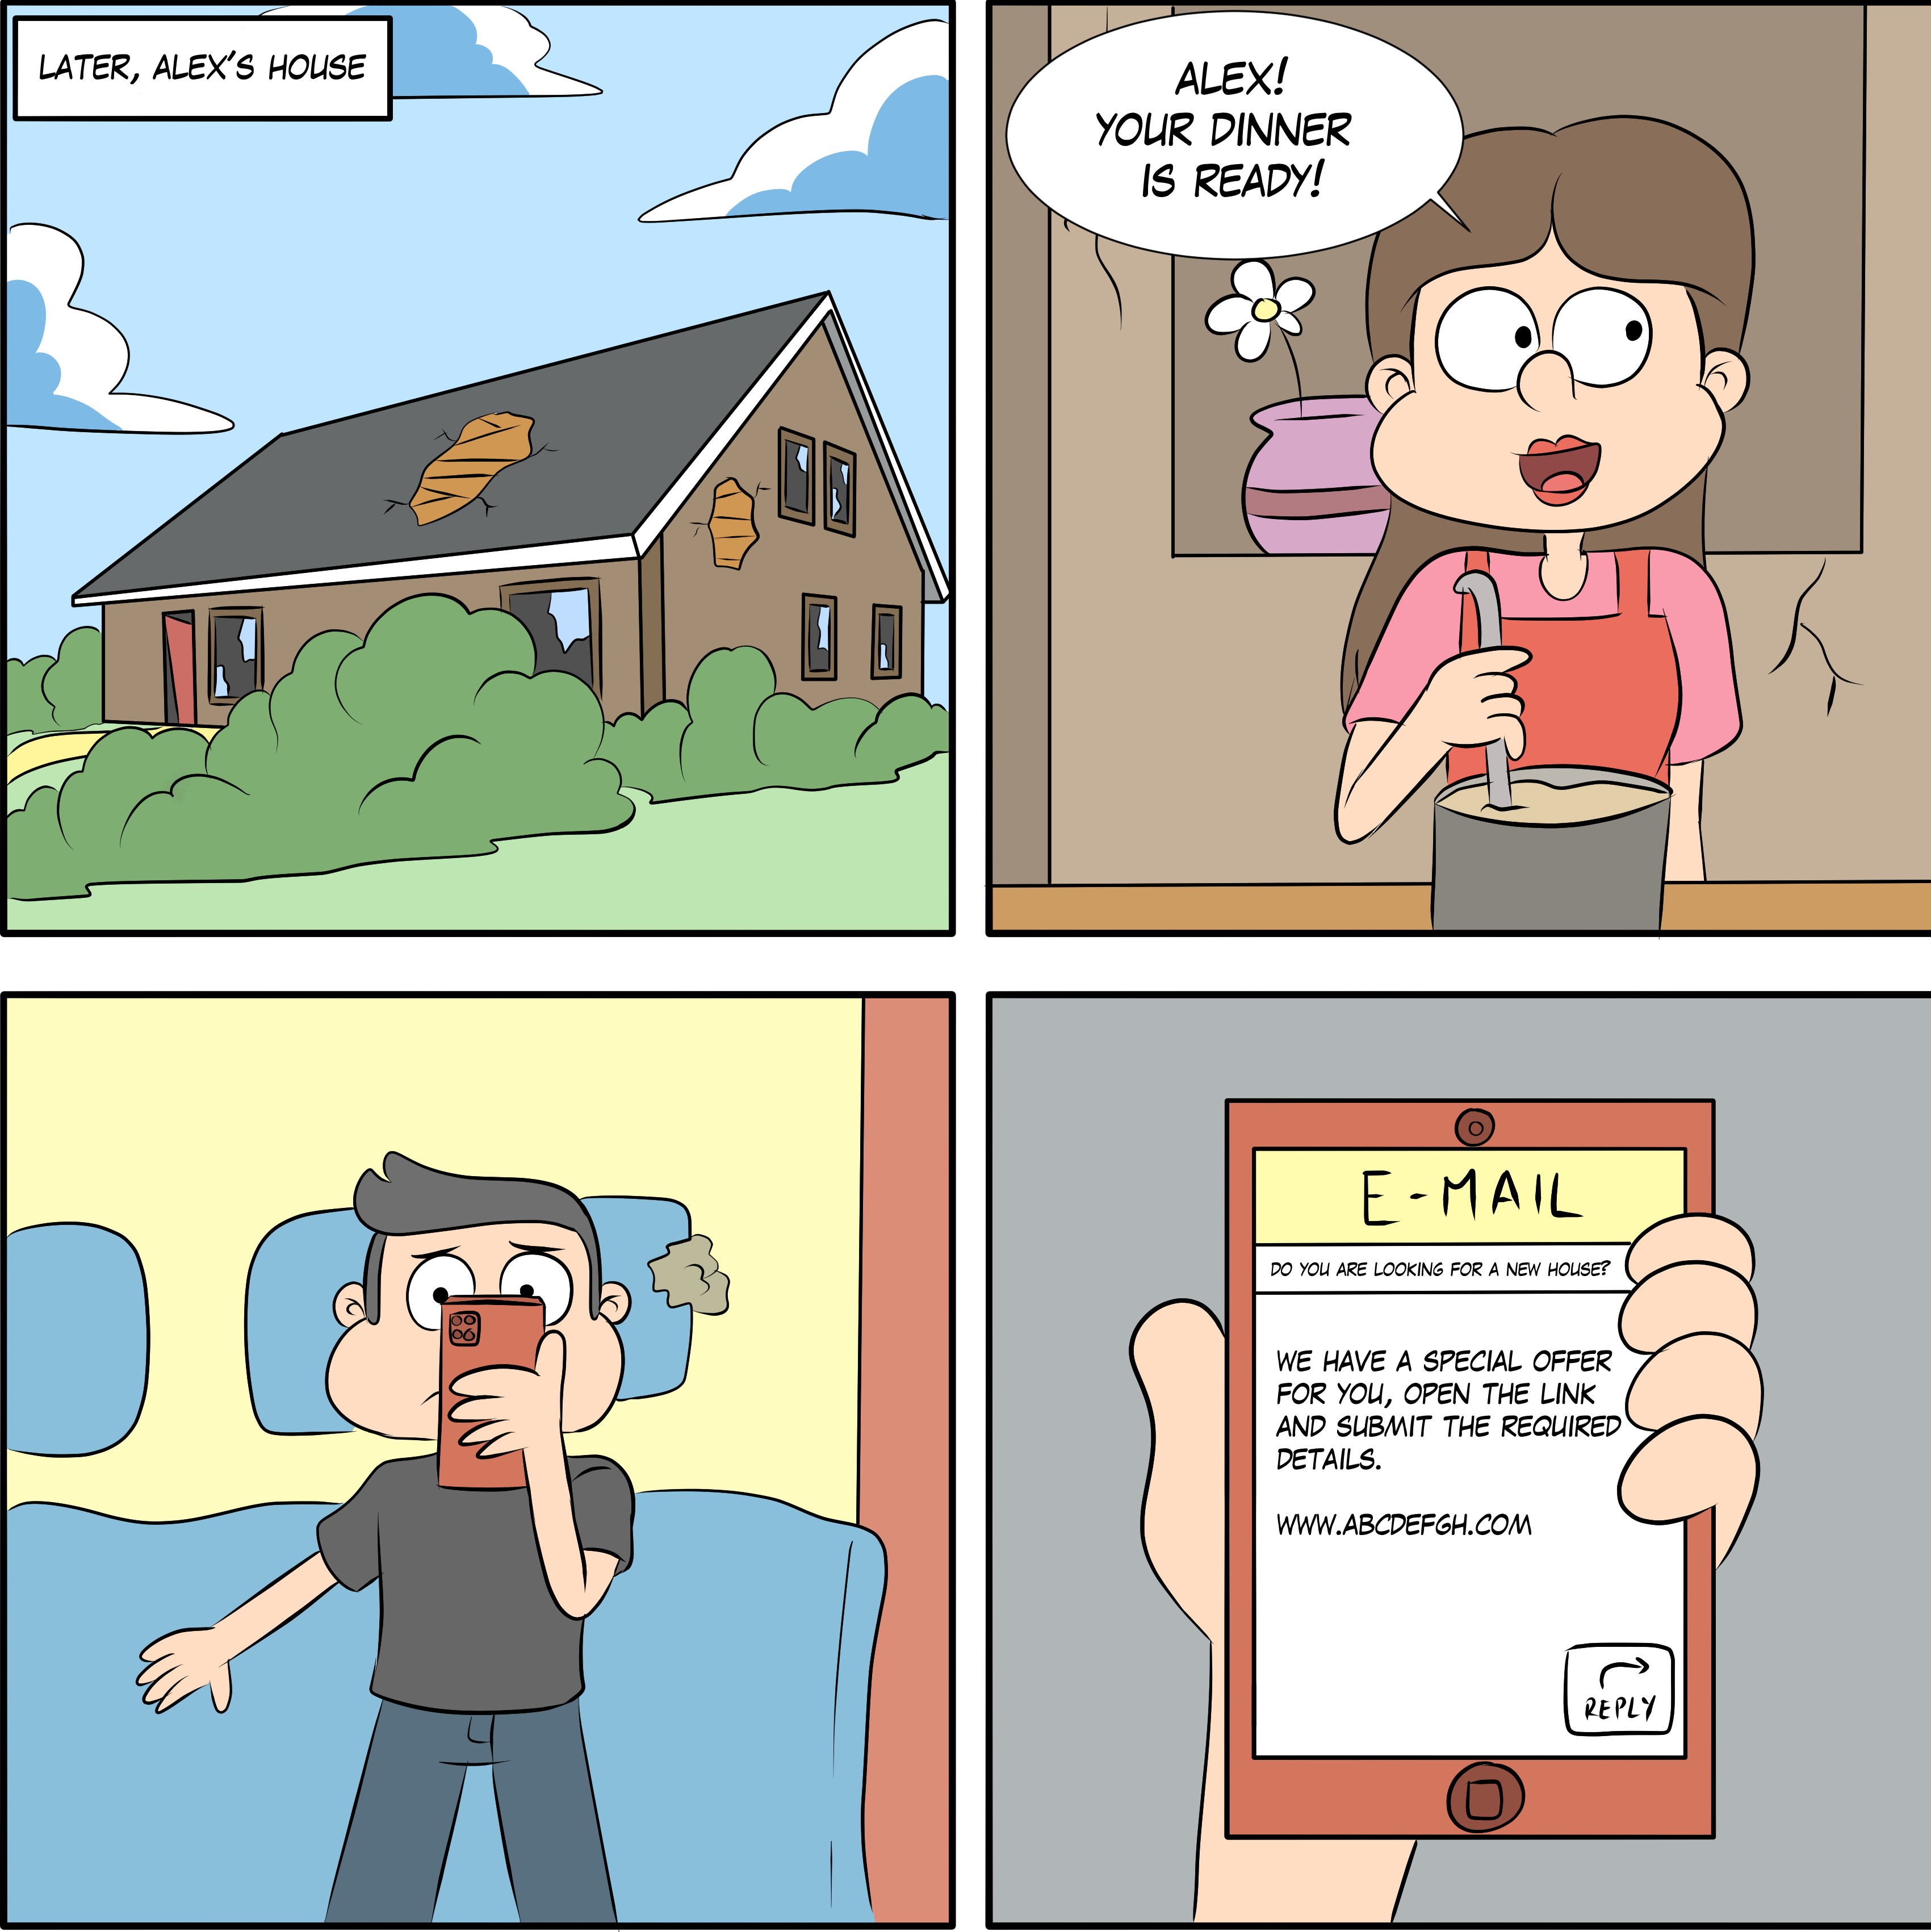 LATER, ALEX'S HOUSE
ALEX!
YOUR DINNER
IS READY!
E-MAIL
DO YOU ARE LOOKING FOR A NEW HOUSE?
WE HAVE A SPECIAL OFFER
FOR YOU, OPEN THE LINK
AND SUBMIT THE REQUIRED
DETAILS.
WWW.ABCDEFGH.COM
REPLY